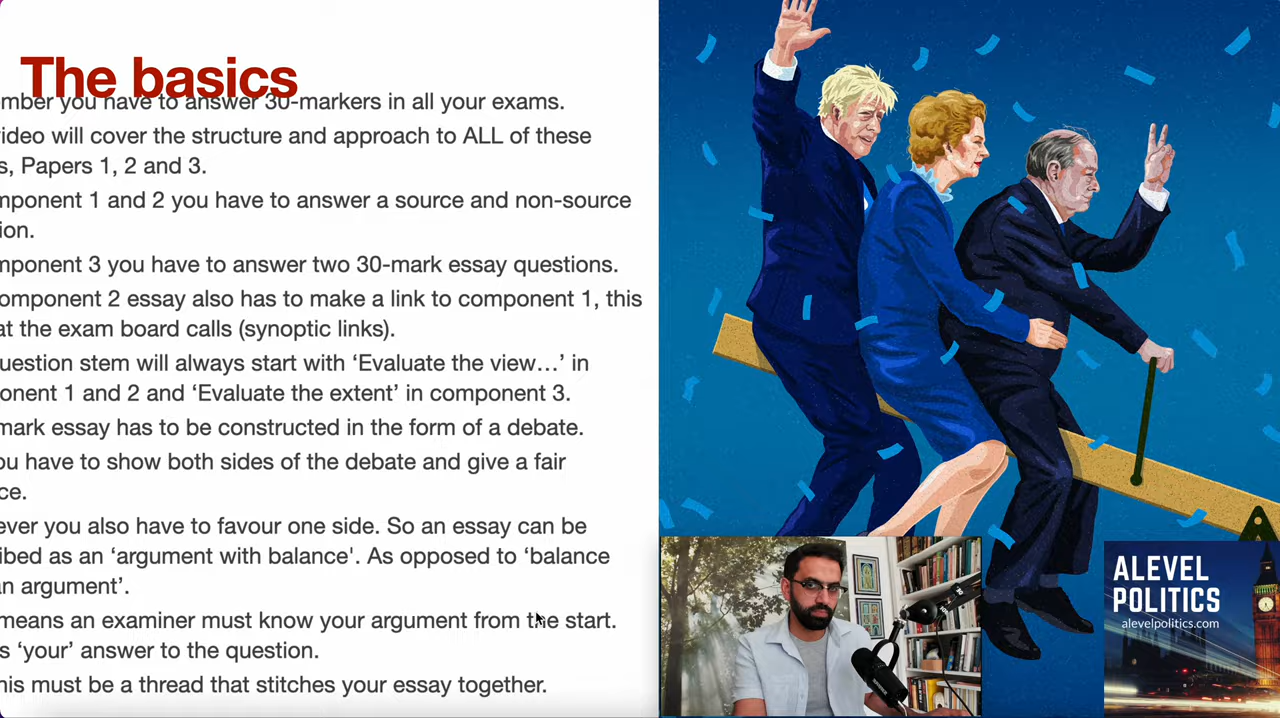 The basics
mber you have to answer 30-markers in all your exams.
ideo will cover the structure and approach to ALL of these
s, Papers 1, 2 and 3.
mponent 1 and 2 you have to answer a source and non-source
ion.
mponent 3 you have to answer two 30-mark essay questions.
omponent 2 essay also has to make a link to component 1, this
at the exam board calls (synoptic links).
uestion stem will always start with ‘Evaluate the view…’ in
onent 1 and 2 and ‘Evaluate the extent’ in component 3.
mark essay has to be constructed in the form of a debate.
ou have to show both sides of the debate and give a fair
ce.
ever you also have to favour one side. So an essay can be
ibed as an ‘argument with balance'. As opposed to ‘balance
an argument’.
means an examiner must know your argument from the start.
s ‘your’ answer to the question.
his must be a thread that stitches your essay together.
ALEVEL
POLITICS
alevelpolitics.com